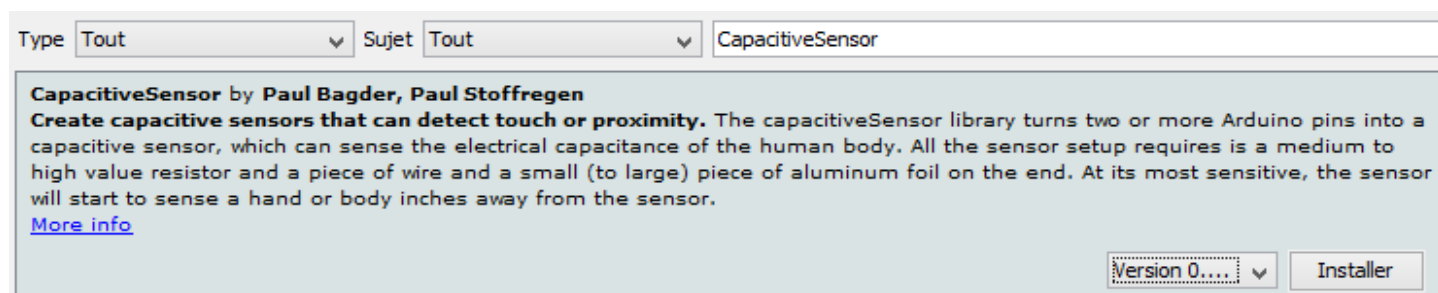 Type Tout Sujet Tout CapacitiveSensor
CapacitiveSensor by Paul Bagder, Paul Stoffregen
Create capacitive sensors that can detect touch or proximity. The capacitiveSensor library turns two or more Arduino pins into a
capacitive sensor, which can sense the electrical capacitance of the human body. All the sensor setup requires is a medium to
high value resistor and a piece of wire and a small (to large) piece of aluminum foil on the end. At its most sensitive, the sensor
will start to sense a hand or body inches away from the sensor.
More info
Version 0.... Installer